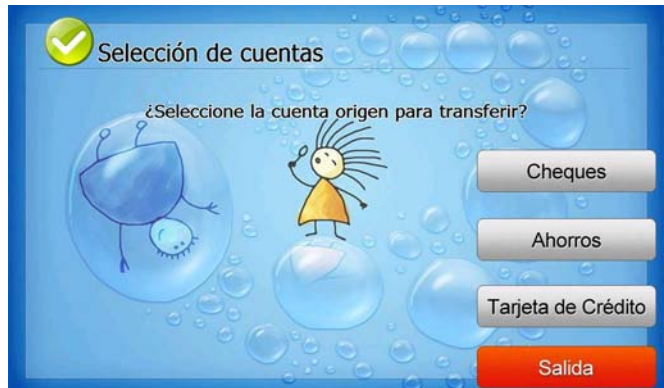 Selección de cuentas
¿Seleccione la cuenta origen para transferir?
Cheques
Ahorros
Tarjeta de Crédito
Salida